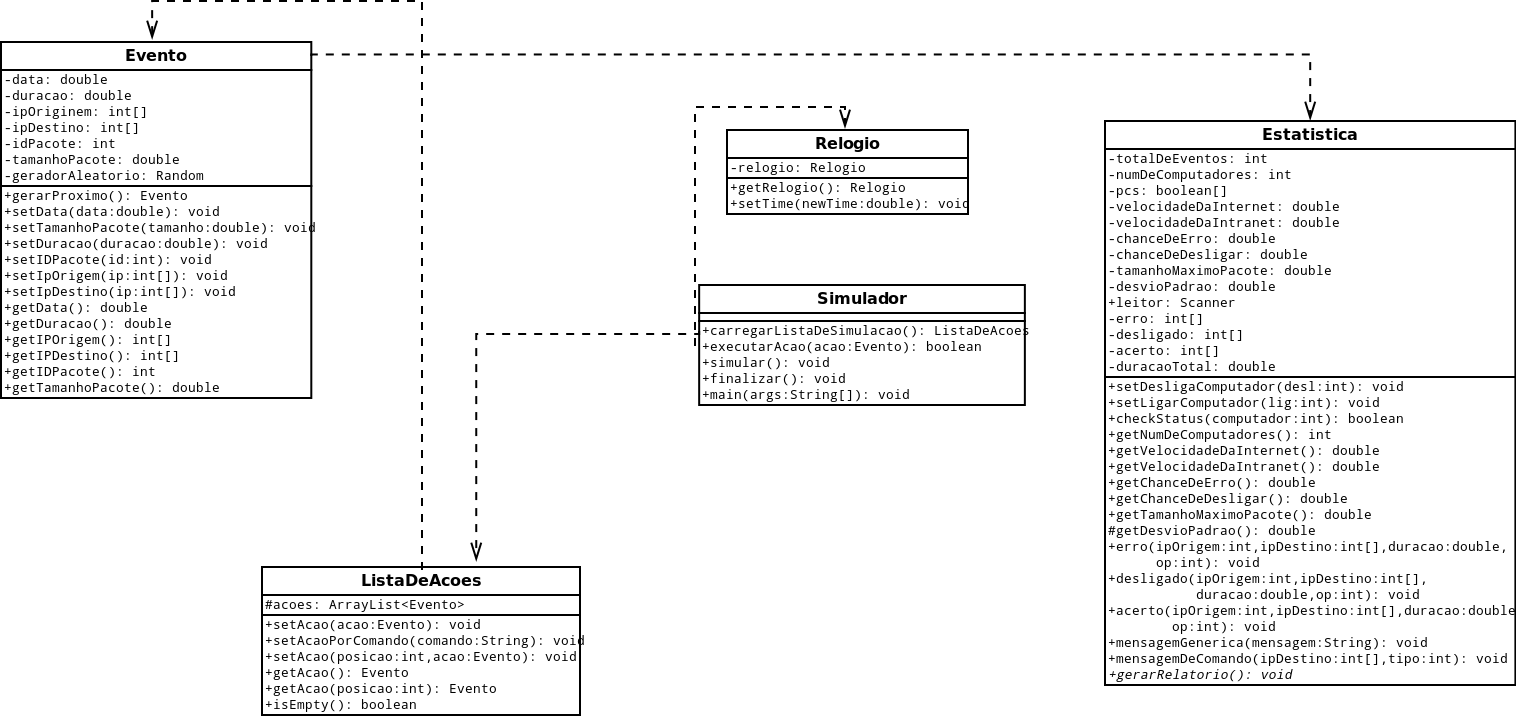 Evento
-data: double
-duracao: double
-ipOriginem: int[]
-ipDestino: int[]
-idPacote: int
-tamanhoPacote: double
-geradorAleatorio: Random
+gerarProximo(): Evento
+setData(data:double): void
+setTamanhoPacote(tamanho:double): void
+setDuracao(duracao:double): void
+setIDPacote(id:int): void
+setIpOrigem(ip:int[]): void
+setIpDestino(ip:int[]): void
+getData(): double
+getDuracao(): double
+getIPOrigem(): int[]
+getIPDestino(): int[]
+getIDPacote(): int
+getTamanhoPacote(): double
Relogio
-relogio: Relogio
+getRelogio(): Relogio
+setTime(newTime:double): void
Simulador
+carregarListaDeSimulacao(): ListaDeAcoes
+executarAcao(acao:Evento): boolean
+simular(): void
+finalizar(): void
+main(args:String[]): void
Estatistica
-totalDeEventos: int
-numDeComputadores: int
-pcs: boolean[]
-velocidadeDaInternet: double
-velocidadeDaIntranet: double
-chanceDeErro: double
-chanceDeDesligar: double
-tamanhoMaximoPacote: double
-desvioPadrao: double
+leitor: Scanner
-erro: int[]
-desligado: int[]
-acerto: int[]
-duracaoTotal: double
+setDesligaComputador(desl:int): void
+setLigarComputador(lig:int): void
+checkStatus(computador:int): boolean
+getNumDeComputadores(): int
+getVelocidadeDaInternet(): double
+getVelocidadeDaIntranet(): double
+getChanceDeErro(): double
+getChanceDeDesligar(): double
+getTamanhoMaximoPacote(): double
#getDesvioPadrao(): double
+erro(ipOrigem:int,ipDestino:int[],duracao:double,
op:int): void
+desligado(ipOrigem:int,ipDestino:int[],
duracao:double,op:int): void
+acerto(ipOrigem:int,ipDestino:int[],duracao:double
op:int): void
+mensagemGenerica(mensagem:String): void
+mensagemDeComando(ipDestino:int[],tipo:int): void
+gerarRelatorio(): void
ListaDeAcoes
#acoes: ArrayList<Evento>
+setAcao(acao:Evento): void
+setAcaoPorComando(comando:String): void
+setAcao(posicao:int,acao:Evento): void
+getAcao(): Evento
+getAcao(posicao:int): Evento
+isEmpty(): boolean